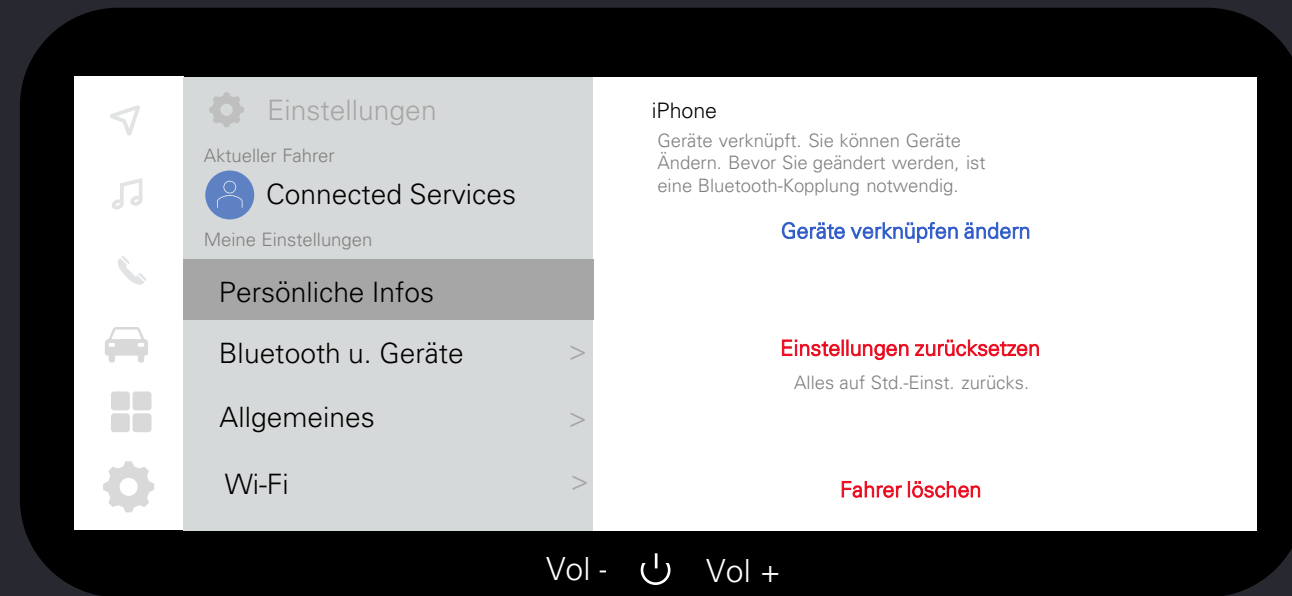 Einstellungen
Aktueller Fahrer
Connected Services
Meine Einstellungen
Persönliche Infos
Bluetooth u. Geräte >
Allgemeines >
Wi-Fi >
iPhone
Geräte verknüpft. Sie können Geräte
Ändern. Bevor Sie geändert werden, ist
eine Bluetooth-Kopplung notwendig.
Geräte verknüpfen ändern
Einstellungen zurücksetzen
Alles auf Std.-Einst. zurücks.
Fahrer löschen
Vol - Vol +